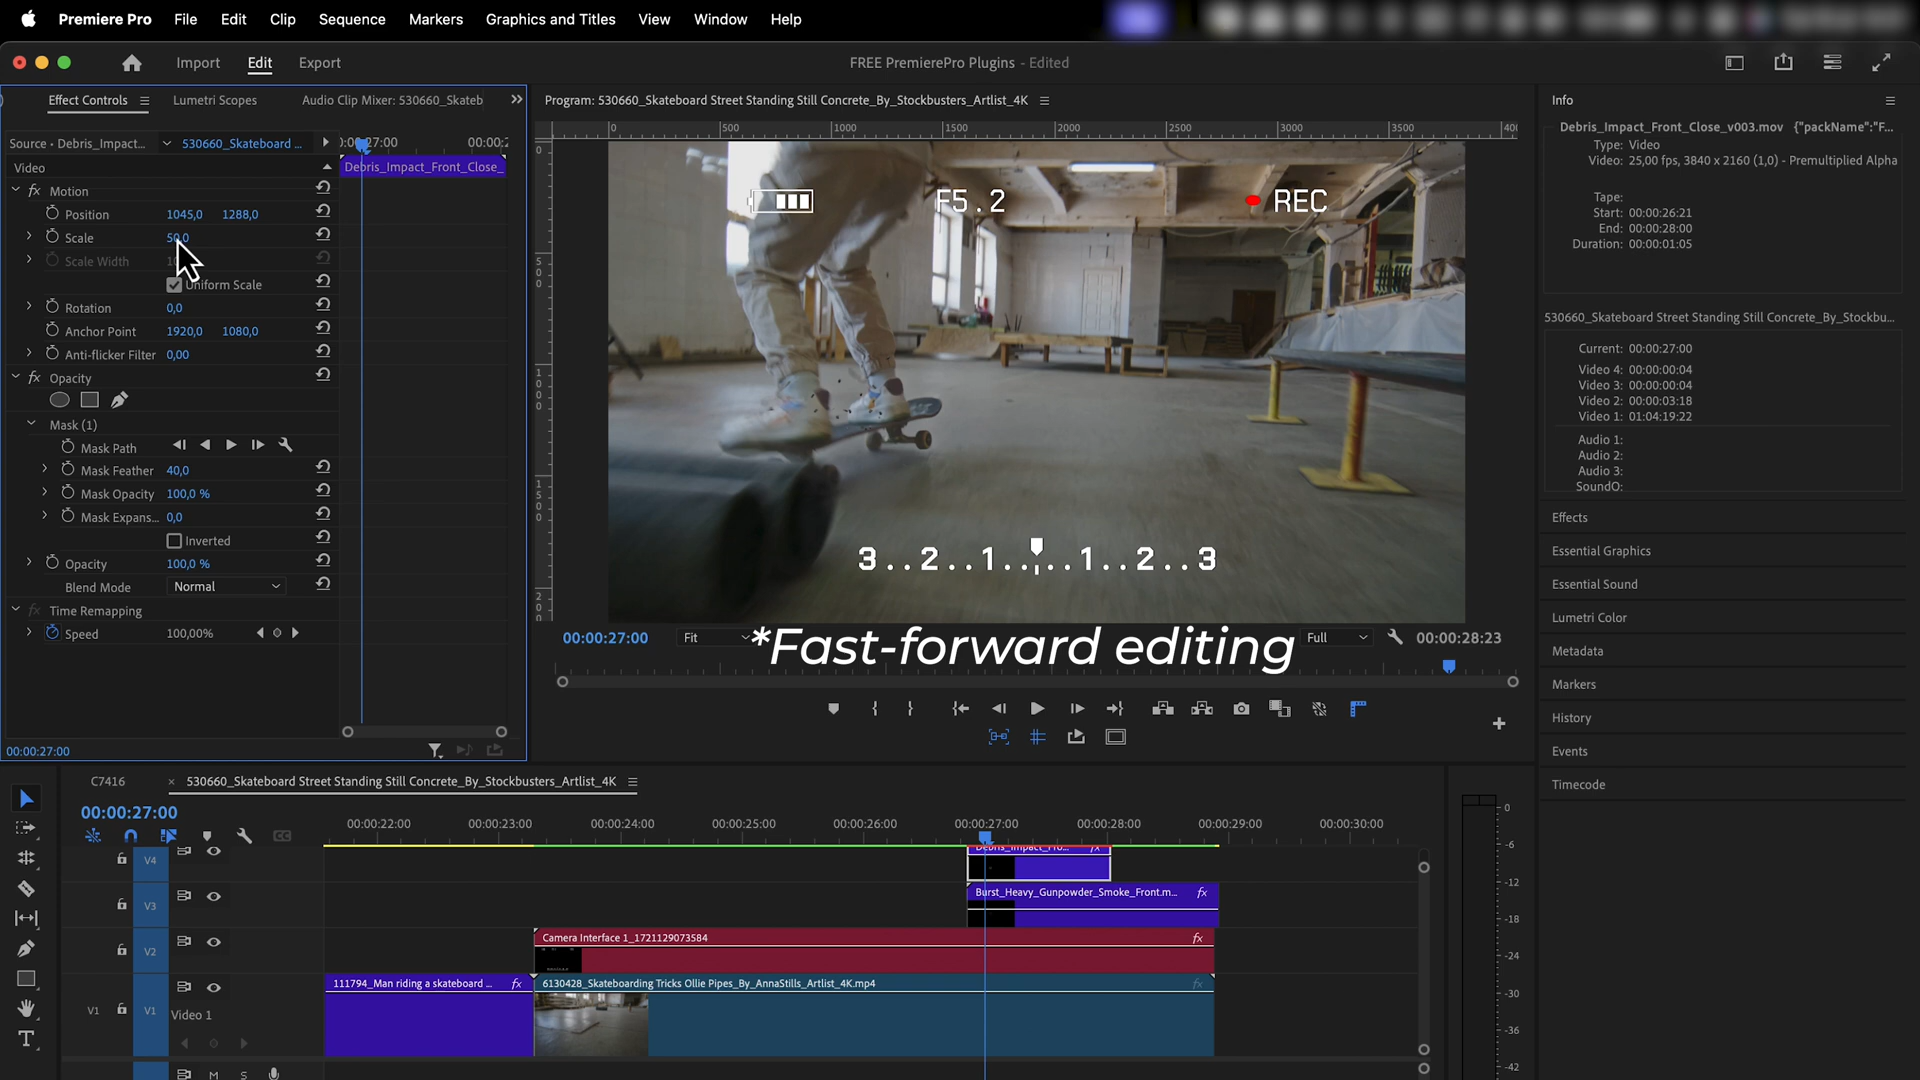 Premiere Pro File Edit Clip Sequence Markers Graphics and Titles View Window Help
Import Edit Export
FREE PremierePro Plugins - Edited
Effect Controls Lumetri Scopes Audio Clip Mixer: 530660_Skateb
Source • Debris_Impact... 530660_Skateboard ...
00:00:27:00
Video
Debris_Impact_Front_Close_
Motion
Position 1045,0 1288,0
Scale 50,0
Scale Width
Uniform Scale
Rotation 0,0
Anchor Point 1920,0 1080,0
Anti-flicker Filter 0,00
Opacity
Mask (1)
Mask Path
Mask Feather 40,0
Mask Opacity 100,0 %
Mask Expans... 0,0
Inverted
Opacity 100,0 %
Blend Mode Normal
Time Remapping
Speed 100,00%
00:00:27:00
Program: 530660_Skateboard Street Standing Still Concrete_By_Stockbusters_Artlist_4K
0 500 1000 1500 2000 2500 3000 3500
F5.2
REC
3..2..1..¦..1..2..3
00:00:27:00 Fit Full 00:00:28:23
*Fast-forward editing
Info
Debris_Impact_Front_Close_v003.mov {"packName":"F...
Type: Video
Video: 25,00 fps, 3840 x 2160 (1,0) - Premultiplied Alpha
Tape:
Start: 00:00:26:21
End: 00:00:28:00
Duration: 00:00:01:05
530660_Skateboard Street Standing Still Concrete_By_Stockbu...
Current: 00:00:27:00
Video 4: 00:00:00:04
Video 3: 00:00:00:04
Video 2: 00:00:03:18
Video 1: 01:04:19:22
Audio 1:
Audio 2:
Audio 3:
SoundO:
Effects
Essential Graphics
Essential Sound
Lumetri Color
Metadata
Markers
History
Events
Timecode
C7416 × 530660_Skateboard Street Standing Still Concrete_By_Stockbusters_Artlist_4K
00:00:27:00
00:00:22:00 00:00:23:00 00:00:24:00 00:00:25:00 00:00:26:00 00:00:27:00 00:00:28:00 00:00:29:00 00:00:30:00
V4 Debris_Impact_Fro... fx
V3 Burst_Heavy_Gunpowder_Smoke_Front.m... fx
V2 Camera Interface 1_1721129073584 fx
111794_Man riding a skateboard ... fx 6130428_Skateboarding Tricks Ollie Pipes_By_AnnaStills_Artlist_4K.mp4 fx
V1 V1 Video 1
M S
0
-6
-12
-18
-24
-30
-36
-42